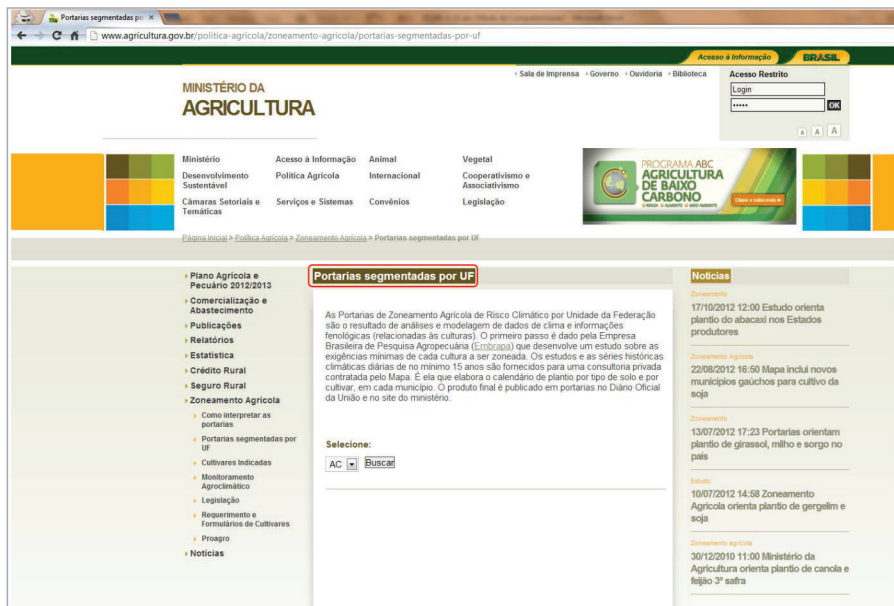 Portarias segmentadas po ×
www.agricultura.gov.br/politica-agricola/zoneamento-agricola/portarias-segmentadas-por-uf
Acesso à Informação BRASIL
Sala de Imprensa Governo Ouvidoria Biblioteca
Acesso Restrito
Login
•••••
OK
A A A
MINISTÉRIO DA
AGRICULTURA
Ministério Acesso à Informação Animal Vegetal
Desenvolvimento Sustentável Política Agrícola Internacional Cooperativismo e Associativismo
Câmaras Setoriais e Temáticas Serviços e Sistemas Convênios Legislação
PROGRAMA ABC
AGRICULTURA
DE BAIXO
CARBONO
Clique e saiba mais
Página Inicial > Política Agrícola > Zoneamento Agrícola > Portarias segmentadas por UF
Plano Agrícola e
Pecuário 2012/2013
Comercialização e
Abastecimento
Publicações
Relatórios
Estatística
Crédito Rural
Seguro Rural
Zoneamento Agrícola
Como interpretar as
portarias
Portarias segmentadas por
UF
Cultivares Indicadas
Monitoramento
Agroclimático
Legislação
Requerimento e
Formulários de Cultivares
Proagro
Notícias
Portarias segmentadas por UF
As Portarias de Zoneamento Agrícola de Risco Climático por Unidade da Federação
são o resultado de análises e modelagem de dados de clima e informações
fenológicas (relacionadas às culturas). O primeiro passo é dado pela Empresa
Brasileira de Pesquisa Agropecuária (Embrapa) que desenvolve um estudo sobre as
exigências mínimas de cada cultura a ser zoneada. Os estudos e as séries históricas
climáticas diárias de no mínimo 15 anos são fornecidos para uma consultoria privada
contratada pelo Mapa. É ela que elabora o calendário de plantio por tipo de solo e por
cultivar, em cada município. O produto final é publicado em portarias no Diário Oficial
da União e no site do ministério.
Selecione:
AC Buscar
Notícias
Zoneamento
17/10/2012 12:00 Estudo orienta
plantio do abacaxi nos Estados
produtores
Zoneamento Agrícola
22/08/2012 16:50 Mapa inclui novos
municípios gaúchos para cultivo da
soja
Zoneamento
13/07/2012 17:23 Portarias orientam
plantio de girassol, milho e sorgo no
país
Estudo
10/07/2012 14:58 Zoneamento
Agrícola orienta plantio de gergelim e
soja
Zoneamento agrícola
30/12/2010 11:00 Ministério da
Agricultura orienta plantio de canola e
feijão 3ª safra